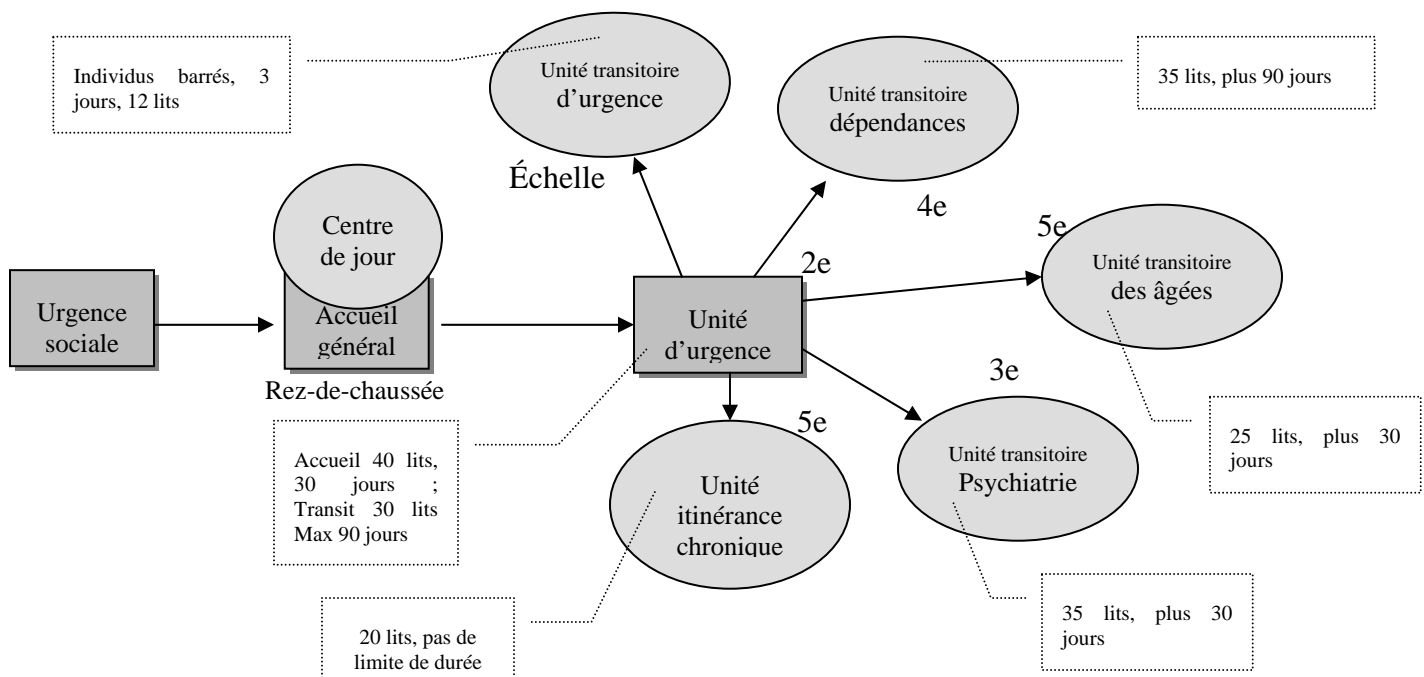 Individus barrés, 3
jours, 12 lits
Unité transitoire
d’urgence
Échelle
Unité transitoire
dépendances
4e
35 lits, plus 90 jours
Urgence
sociale
Centre
de jour
Accueil
général
Rez-de-chaussée
2e
Unité
d’urgence
5e
Unité transitoire
des âgées
25 lits, plus 30
jours
3e
Unité transitoire
Psychiatrie
35 lits, plus 30
jours
5e
Unité
itinérance
chronique
Accueil 40 lits,
30 jours ;
Transit 30 lits
Max 90 jours
20 lits, pas de
limite de durée